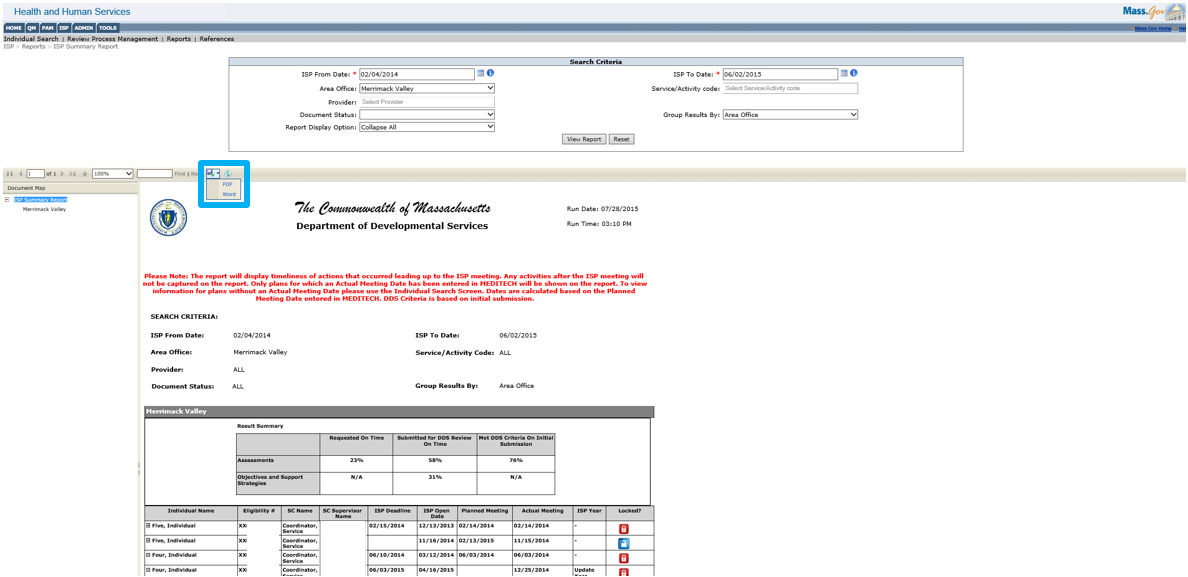 Health and Human Services
Mass.Gov
HOME QM PAM ISP ADMIN TOOLS
Mass.Gov Home
Individual Search | Review Process Management | Reports | References
ISP > Reports > ISP Summary Report
Search Criteria
ISP From Date: * 02/04/2014 ISP To Date: * 06/02/2015
Area Office: Merrimack Valley Service/Activity code: Select Service/Activity code
Provider: Select Provider
Document Status: Group Results By: Area Office
Report Display Option: Collapse All
View Report Reset
1 of 1 100% Find |
Document Map
PDF
Word
ISP Summary Report
Merrimack Valley
The Commonwealth of Massachusetts
Department of Developmental Services
Run Date: 07/28/2015
Run Time: 03:10 PM
Please Note: The report will display timeliness of actions that occurred leading up to the ISP meeting. Any activities after the ISP meeting will
not be captured on the report. Only plans for which an Actual Meeting Date has been entered in MEDITECH will be shown on the report. To view
information for plans without an Actual Meeting Date please use the Individual Search Screen. Dates are calculated based on the Planned
Meeting Date entered in MEDITECH. DDS Criteria is based on initial submission.
SEARCH CRITERIA:
ISP From Date: 02/04/2014 ISP To Date: 06/02/2015
Area Office: Merrimack Valley Service/Activity Code: ALL
Provider: ALL
Document Status: ALL Group Results By: Area Office
Merrimack Valley
Result Summary
Requested On Time Submitted for DDS Review Met DDS Criteria On Initial
On Time Submission
Assessments 23% 58% 76%
Objectives and Support N/A 31% N/A
Strategies
Individual Name Eligibility # SC Name SC Supervisor ISP Deadline ISP Open Planned Meeting Actual Meeting ISP Year Locked?
Name Date
Five, Individual XX Coordinator, 02/15/2014 12/13/2013 02/14/2014 02/14/2014 -
Service
Five, Individual XX Coordinator, 11/16/2014 02/13/2015 11/15/2014 -
Service
Four, Individual XX Coordinator, 06/10/2014 03/12/2014 06/03/2014 06/03/2014 -
Service
Four, Individual XX Coordinator, 06/03/2015 04/16/2015 12/25/2014 Update
Service Year